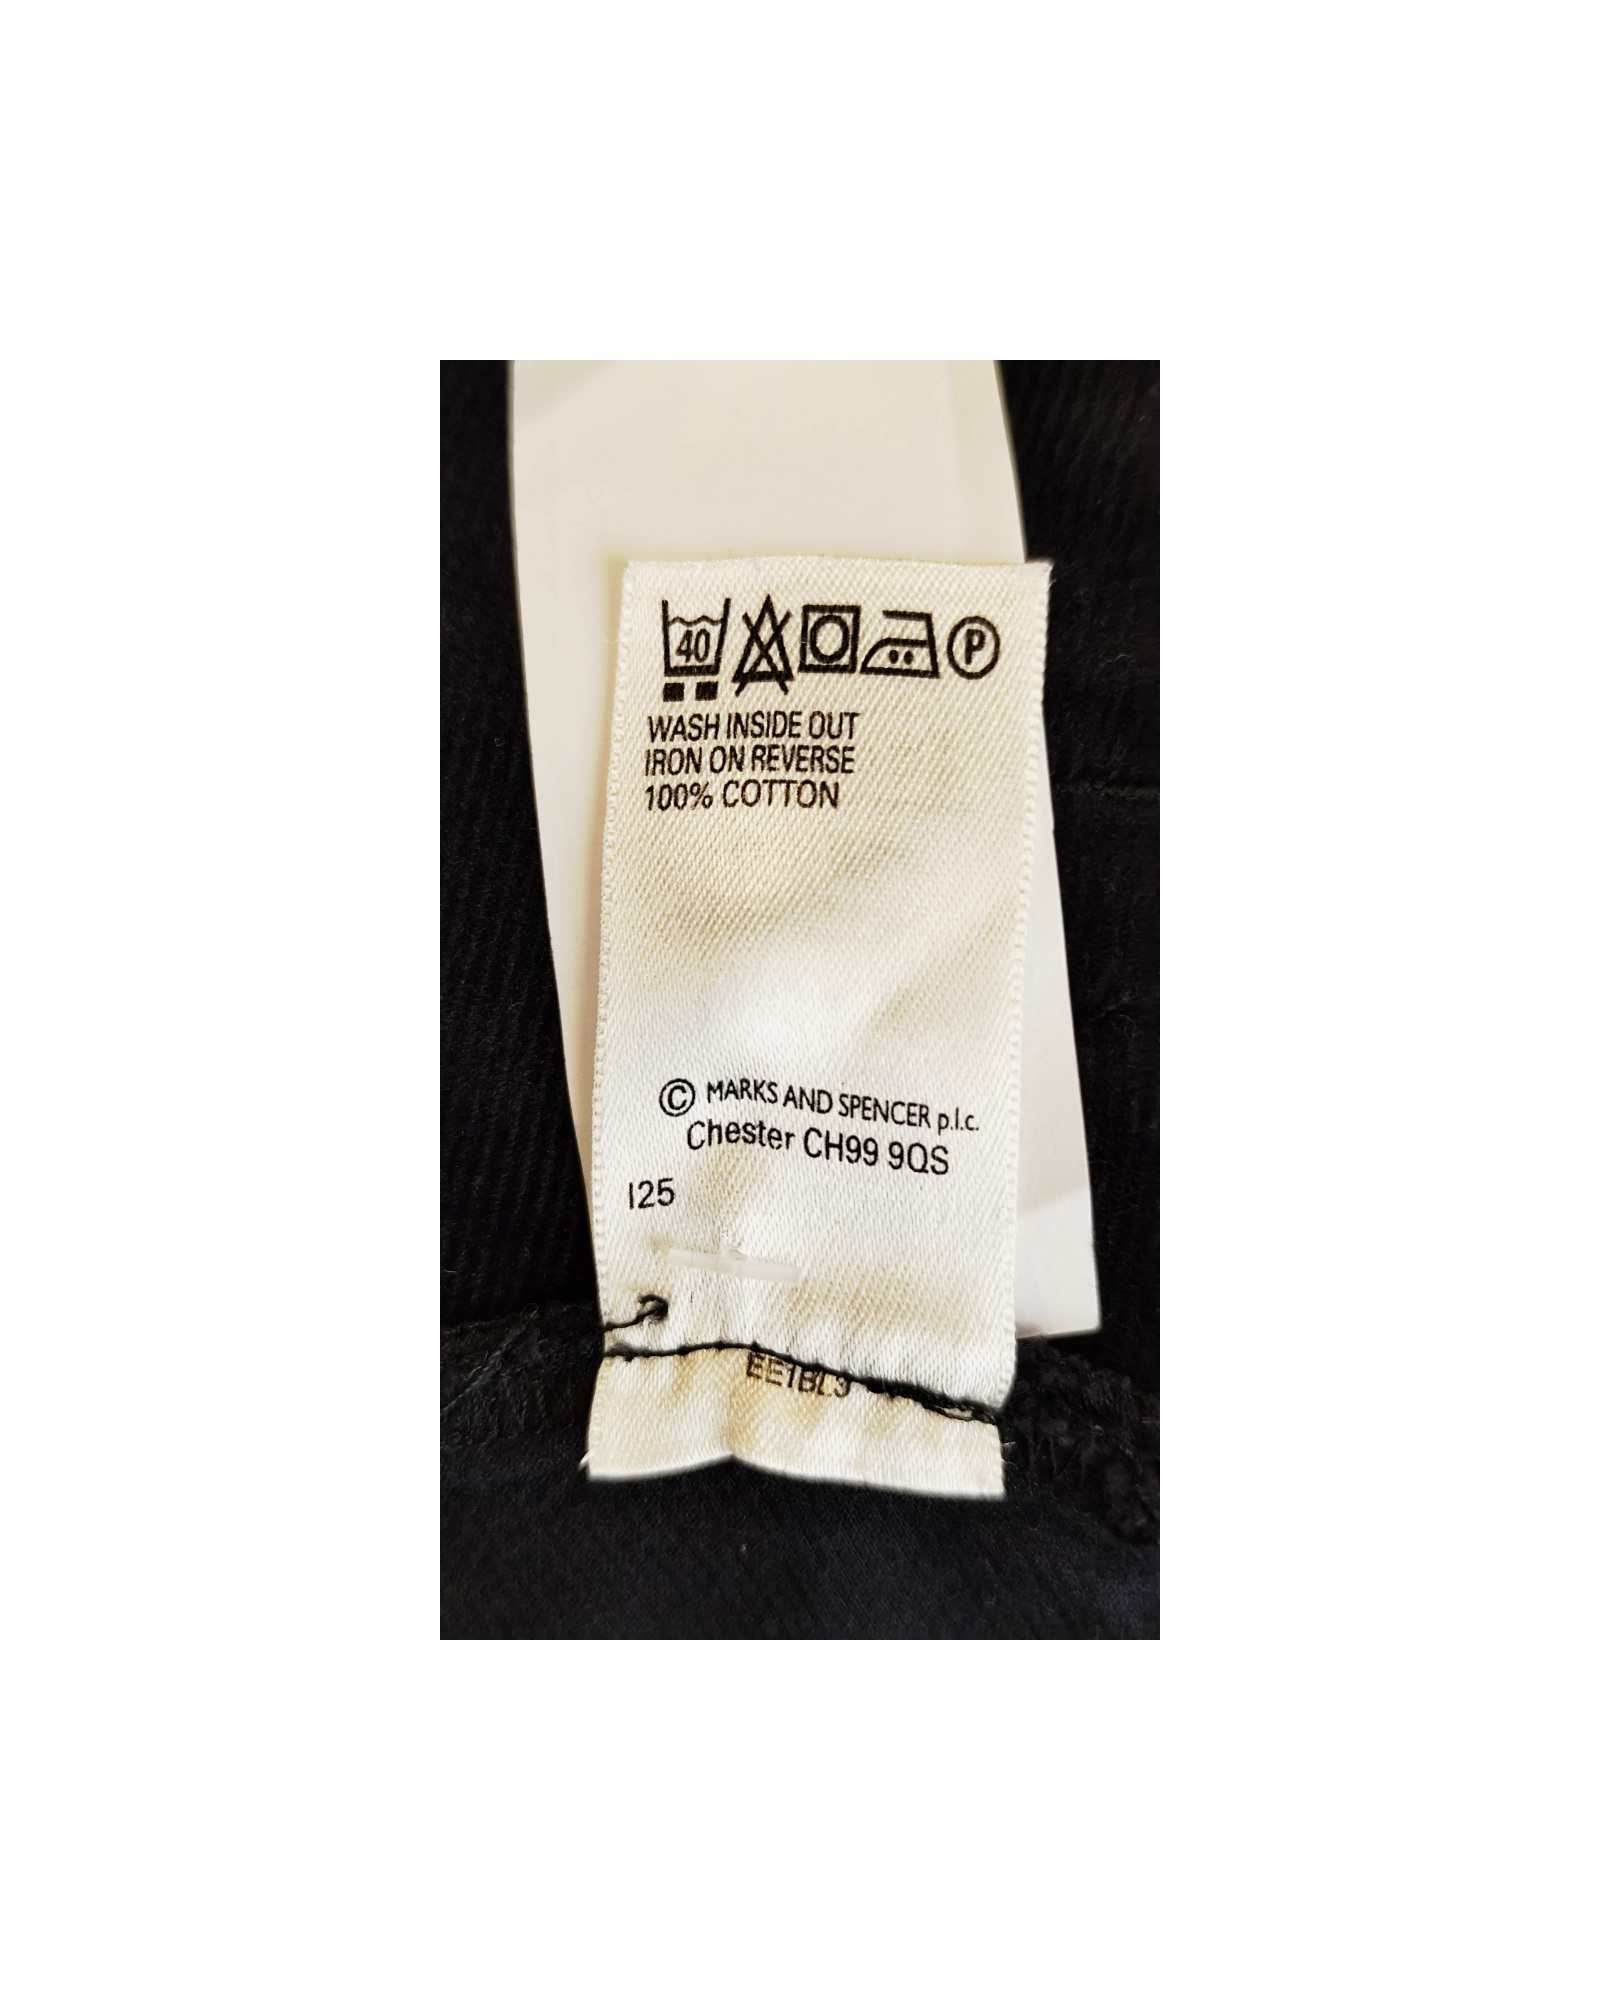 40 P
WASH INSIDE OUT
IRON ON REVERSE
100% COTTON
© MARKS AND SPENCER p.l.c.
Chester CH99 9QS
I25